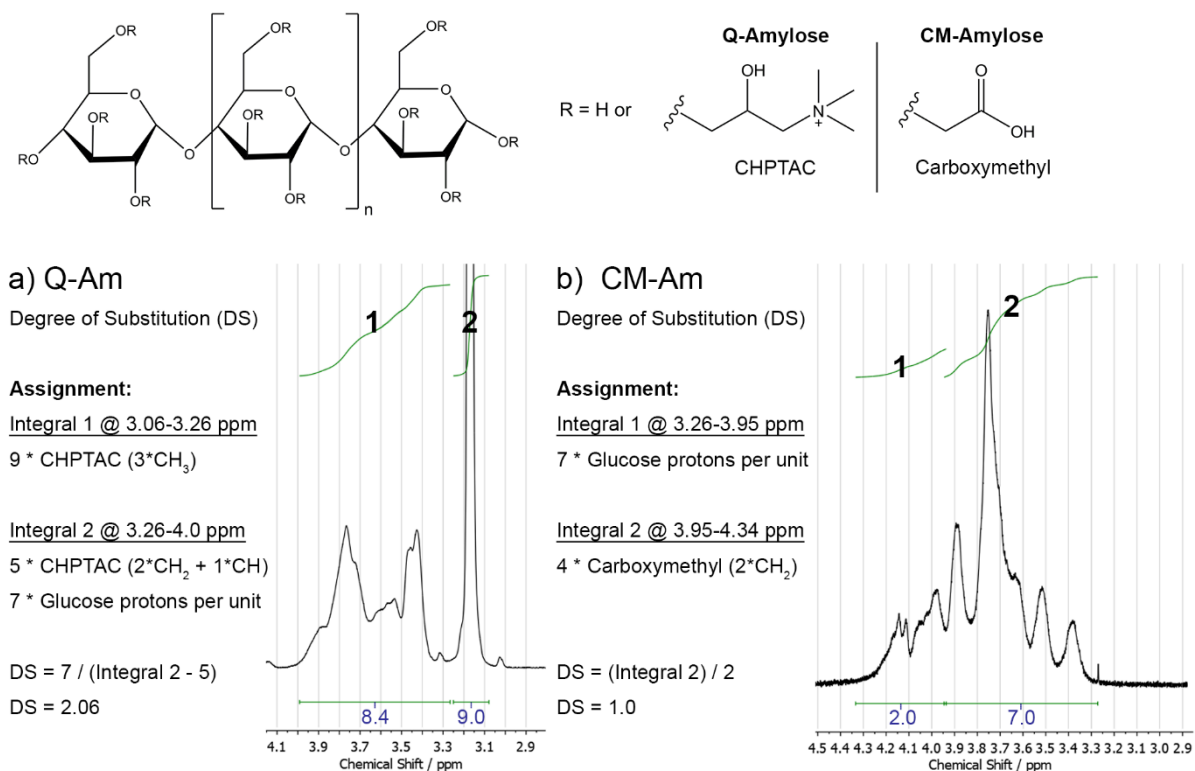 OR
OR
OR
O
O
O
RO
RO
RO
OR
O
O
OR
OR
OR
OR
n
R = H or
Q-Amylose
OH
N
+
CHPTAC
CM-Amylose
O
OH
Carboxymethyl
a) Q-Am
Degree of Substitution (DS)
Assignment:
Integral 1 @ 3.06-3.26 ppm
9 * CHPTAC (3*CH₃)
Integral 2 @ 3.26-4.0 ppm
5 * CHPTAC (2*CH₂ + 1*CH)
7 * Glucose protons per unit
DS = 7 / (Integral 2 - 5)
DS = 2.06
1
2
8.4
9.0
4.1 3.9 3.7 3.5 3.3 3.1 2.9
Chemical Shift / ppm
b) CM-Am
Degree of Substitution (DS)
Assignment:
Integral 1 @ 3.26-3.95 ppm
7 * Glucose protons per unit
Integral 2 @ 3.95-4.34 ppm
4 * Carboxymethyl (2*CH₂)
DS = (Integral 2) / 2
DS = 1.0
1
2
2.0
7.0
4.5 4.4 4.3 4.2 4.1 4.0 3.9 3.8 3.7 3.6 3.5 3.4 3.3 3.2 3.1 3.0 2.9
Chemical Shift / ppm